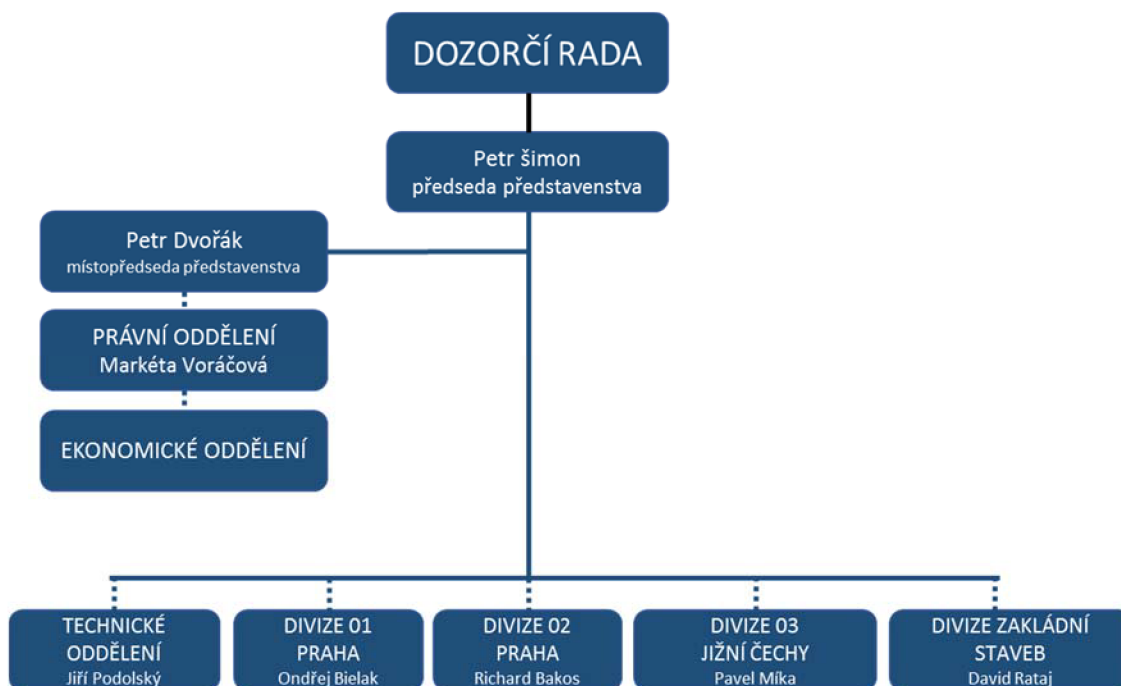 DOZORČÍ RADA
Petr šimon
předseda představenstva
Petr Dvořák
místopředseda představenstva
PRÁVNÍ ODDĚLENÍ
Markéta Voráčová
EKONOMICKÉ ODDĚLENÍ
TECHNICKÉ
ODDĚLENÍ
Jiří Podolský
DIVIZE 01
PRAHA
Ondřej Bielak
DIVIZE 02
PRAHA
Richard Bakos
DIVIZE 03
JIŽNÍ ČECHY
Pavel Míka
DIVIZE ZAKLÁDNÍ
STAVEB
David Rataj